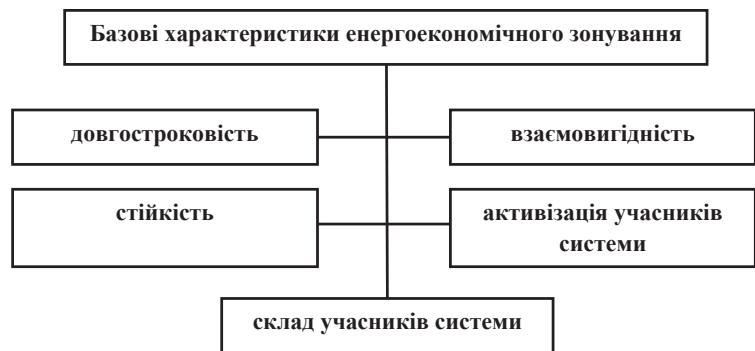 Базові характеристики енергоекономічного зонування
довгостроковість
взаємовигідність
стійкість
активізація учасників
системи
склад учасників системи